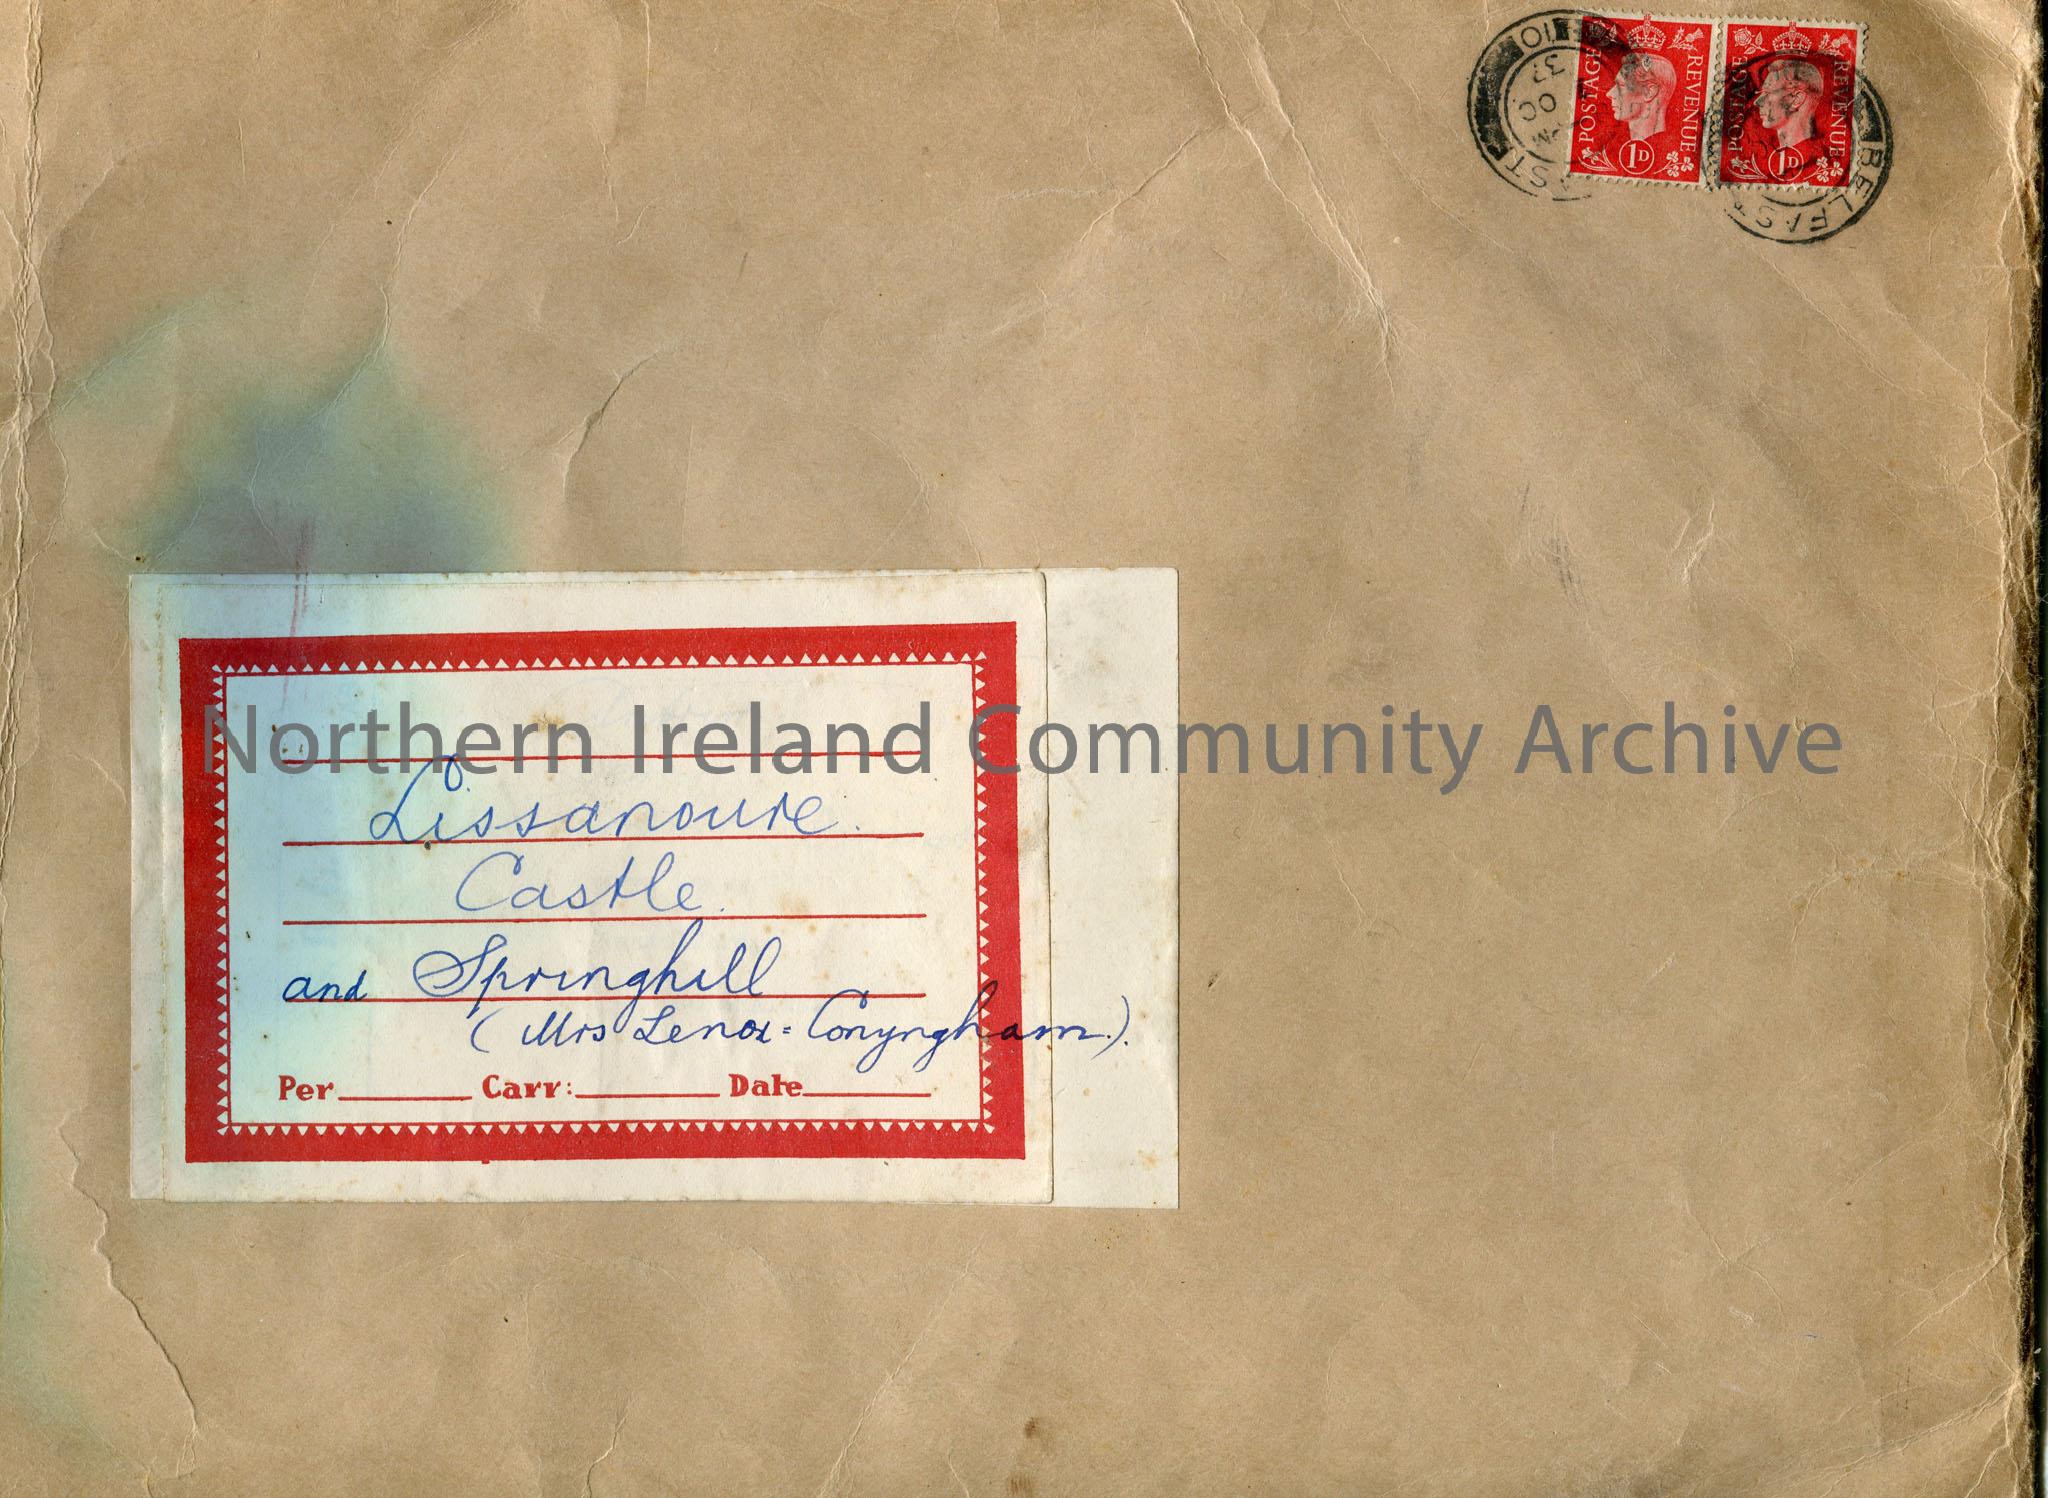 POSTAGE REVENUE
1D
POSTAGE REVENUE
1D
BELFAST
Northern Ireland Community Archive
Lissanoure.
Castle.
and Springhill
(Mrs Lenox=Conyngham.).
Per Carr: Date